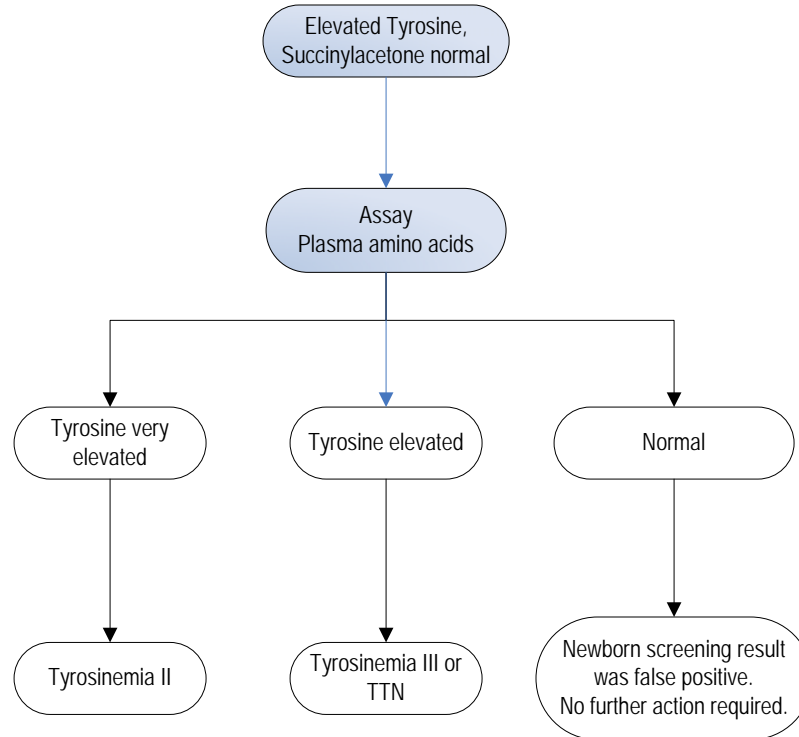 Elevated Tyrosine,
Succinylacetone normal
Assay
Plasma amino acids
Tyrosine very
elevated
Tyrosine elevated
Normal
Tyrosinemia II
Tyrosinemia III or
TTN
Newborn screening result
was false positive.
No further action required.